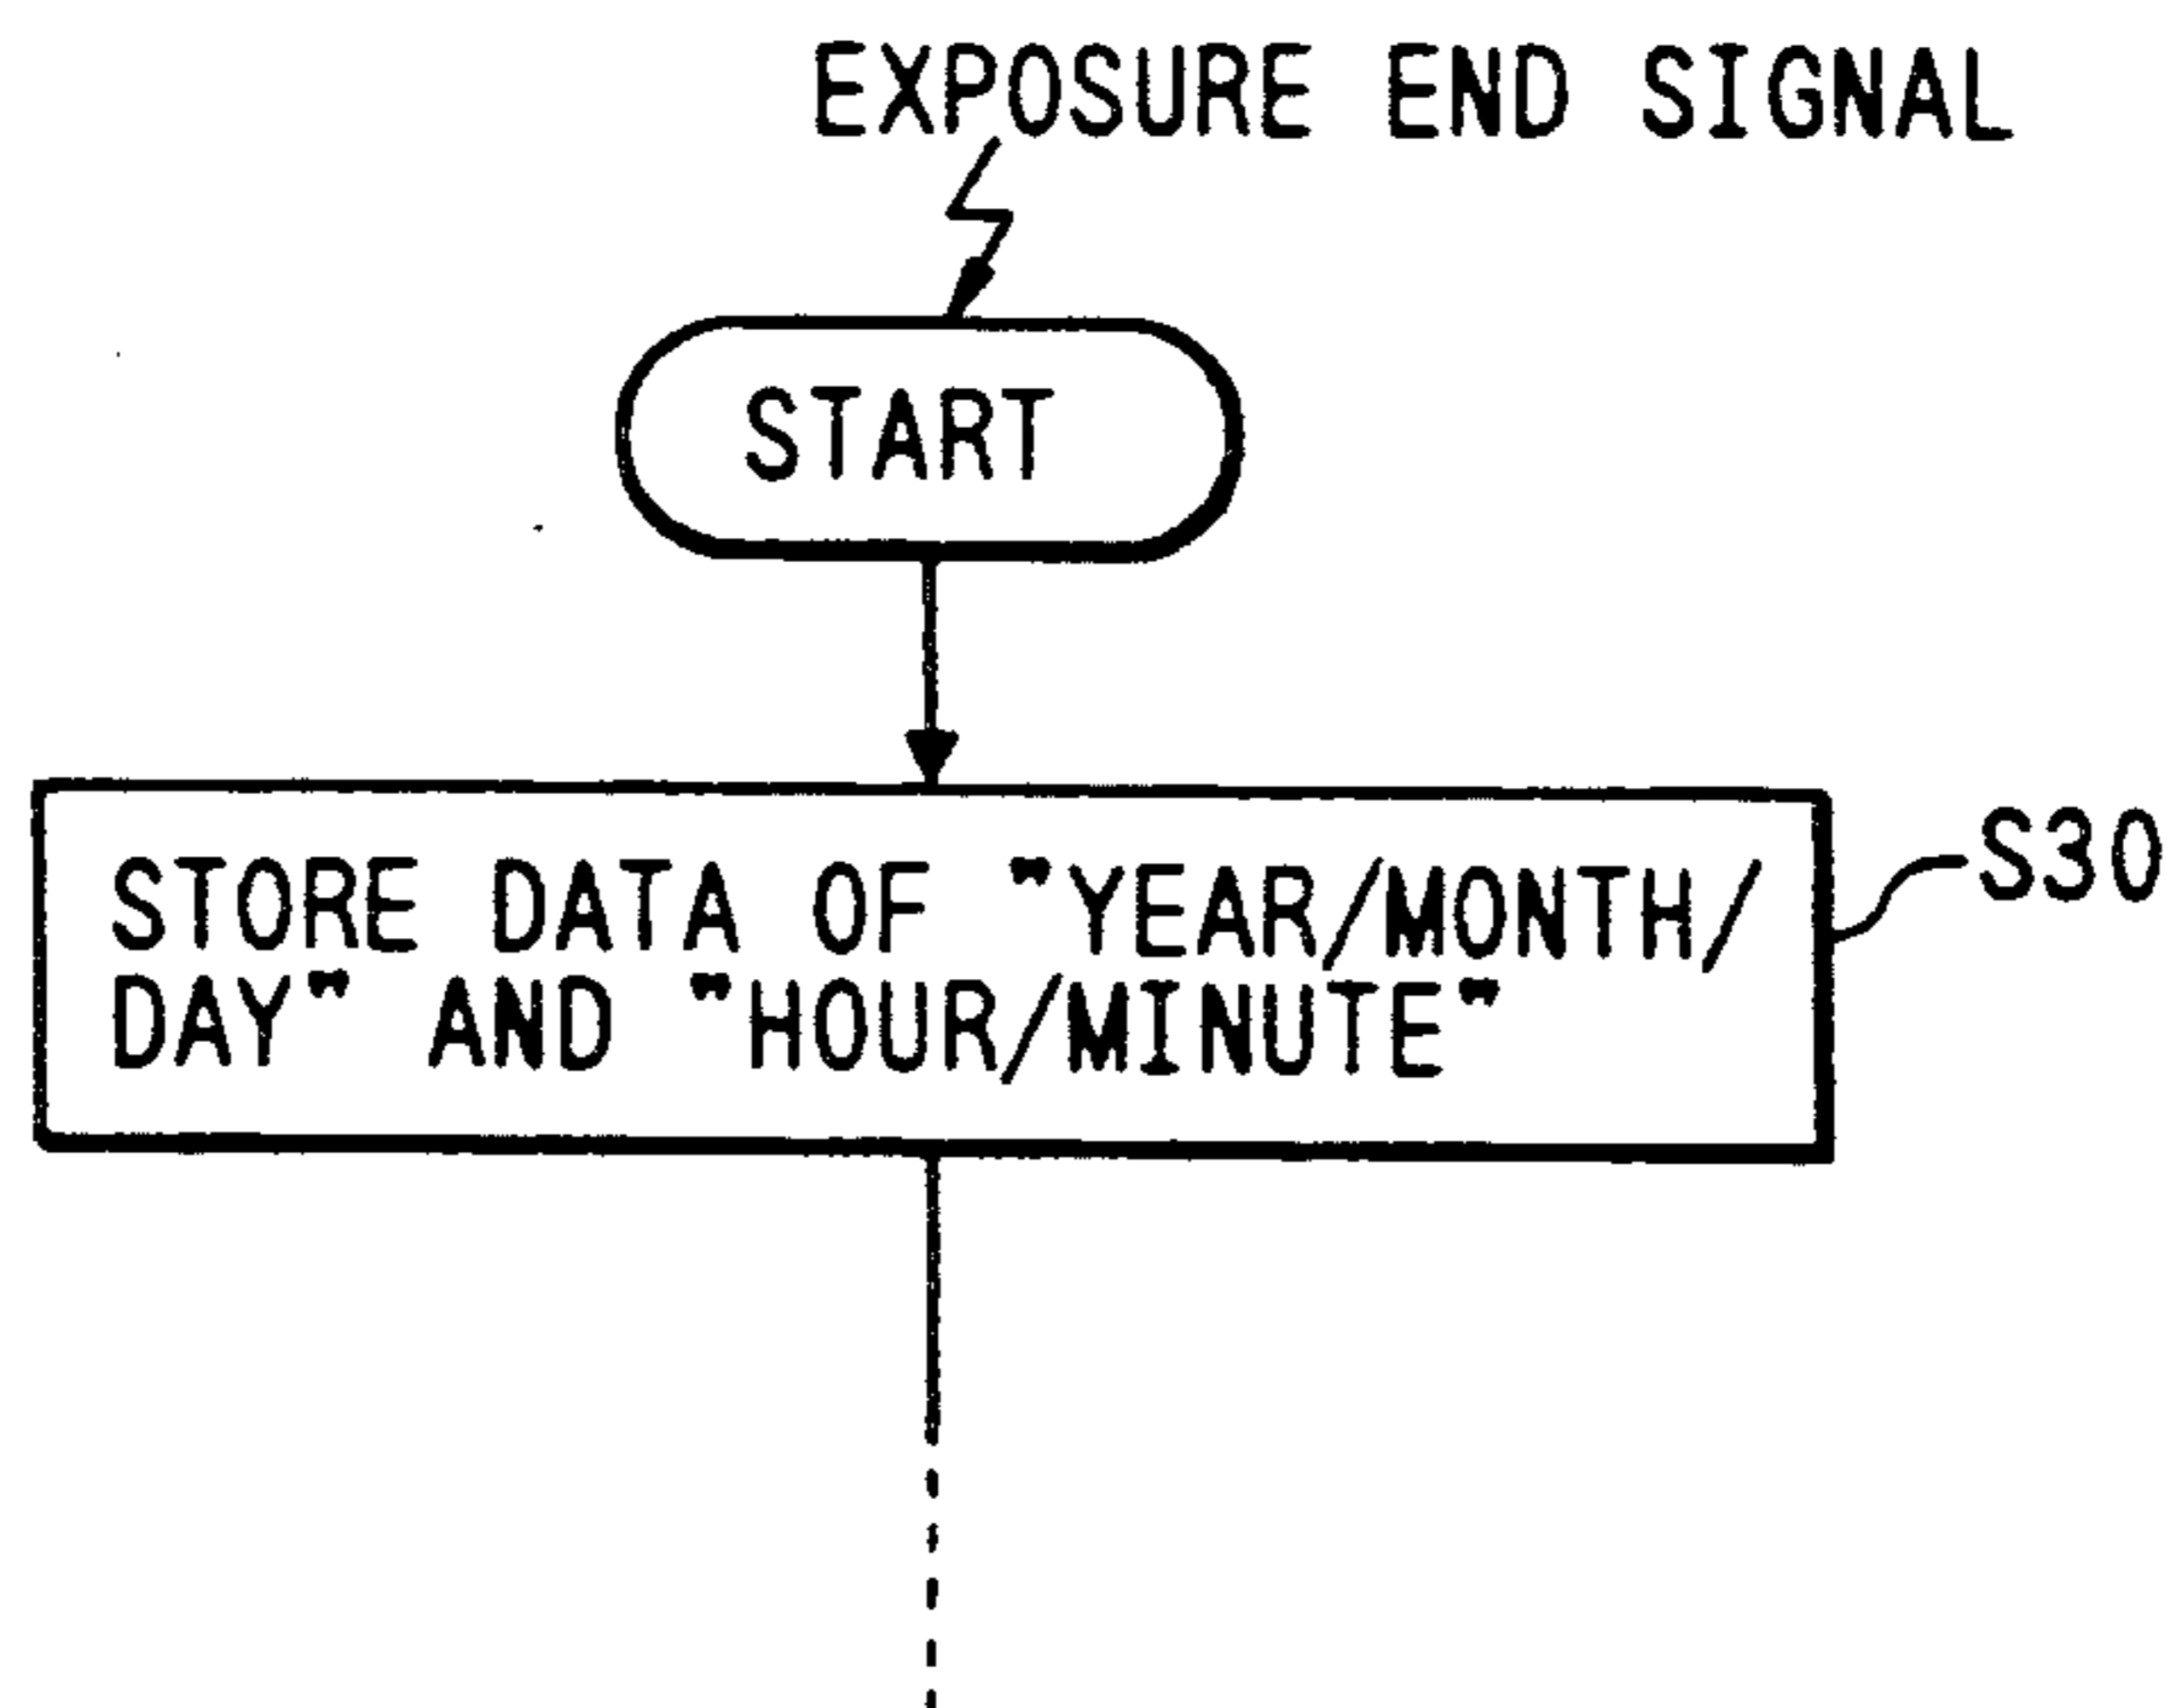 EXPOSURE END SIGNAL
START
STORE DATA OF "YEAR/MONTH/
DAY" AND "HOUR/MINUTE"
S30